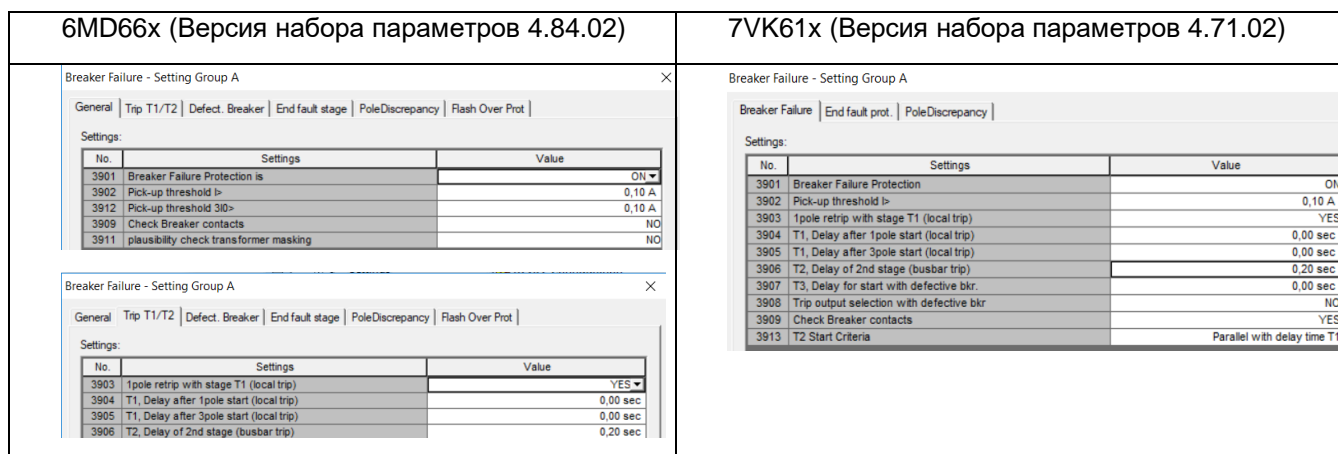 6MD66x (Версия набора параметров 4.84.02)
Breaker Failure - Setting Group A
General Trip T1/T2 Defect. Breaker End fault stage PoleDiscrepancy Flash Over Prot
Settings:
No. Settings Value
3901 Breaker Failure Protection is ON
3902 Pick-up threshold I> 0,10 A
3912 Pick-up threshold 3I0> 0,10 A
3909 Check Breaker contacts NO
3911 plausibility check transformer masking NO
Breaker Failure - Setting Group A
General Trip T1/T2 Defect. Breaker End fault stage PoleDiscrepancy Flash Over Prot
Settings:
No. Settings Value
3903 1pole retrip with stage T1 (local trip) YES
3904 T1, Delay after 1pole start (local trip) 0,00 sec
3905 T1, Delay after 3pole start (local trip) 0,00 sec
3906 T2, Delay of 2nd stage (busbar trip) 0,20 sec
7VK61x (Версия набора параметров 4.71.02)
Breaker Failure - Setting Group A
Breaker Failure End fault prot. PoleDiscrepancy
Settings:
No. Settings Value
3901 Breaker Failure Protection ON
3902 Pick-up threshold I> 0,10 A
3903 1pole retrip with stage T1 (local trip) YES
3904 T1, Delay after 1pole start (local trip) 0,00 sec
3905 T1, Delay after 3pole start (local trip) 0,00 sec
3906 T2, Delay of 2nd stage (busbar trip) 0,20 sec
3907 T3, Delay for start with defective bkr. 0,00 sec
3908 Trip output selection with defective bkr NO
3909 Check Breaker contacts YES
3913 T2 Start Criteria Parallel with delay time T1